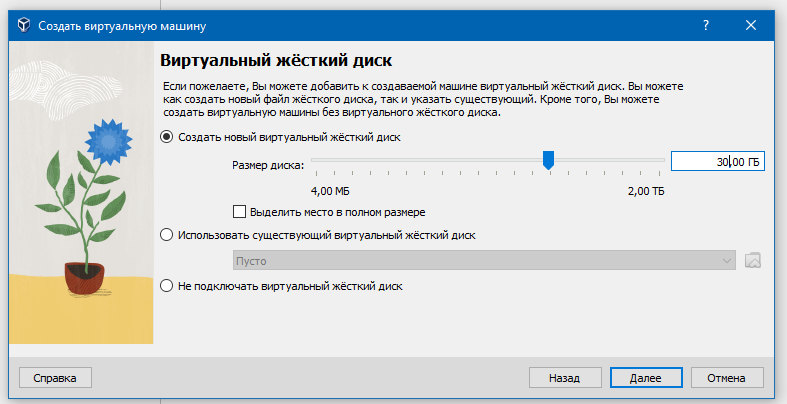 Создать виртуальную машину
Виртуальный жёсткий диск
Если пожелаете, Вы можете добавить к создаваемой машине виртуальный жёсткий диск. Вы можете
как создать новый файл жёсткого диска, так и указать существующий. Кроме того, Вы можете
создать виртуальную машины без виртуального жёсткого диска.
Создать новый виртуальный жёсткий диск
Размер диска:
30,00 ГБ
4,00 МБ
2,00 ТБ
Выделить место в полном размере
Использовать существующий виртуальный жёсткий диск
Пусто
Не подключать виртуальный жёсткий диск
Справка
Назад
Далее
Отмена